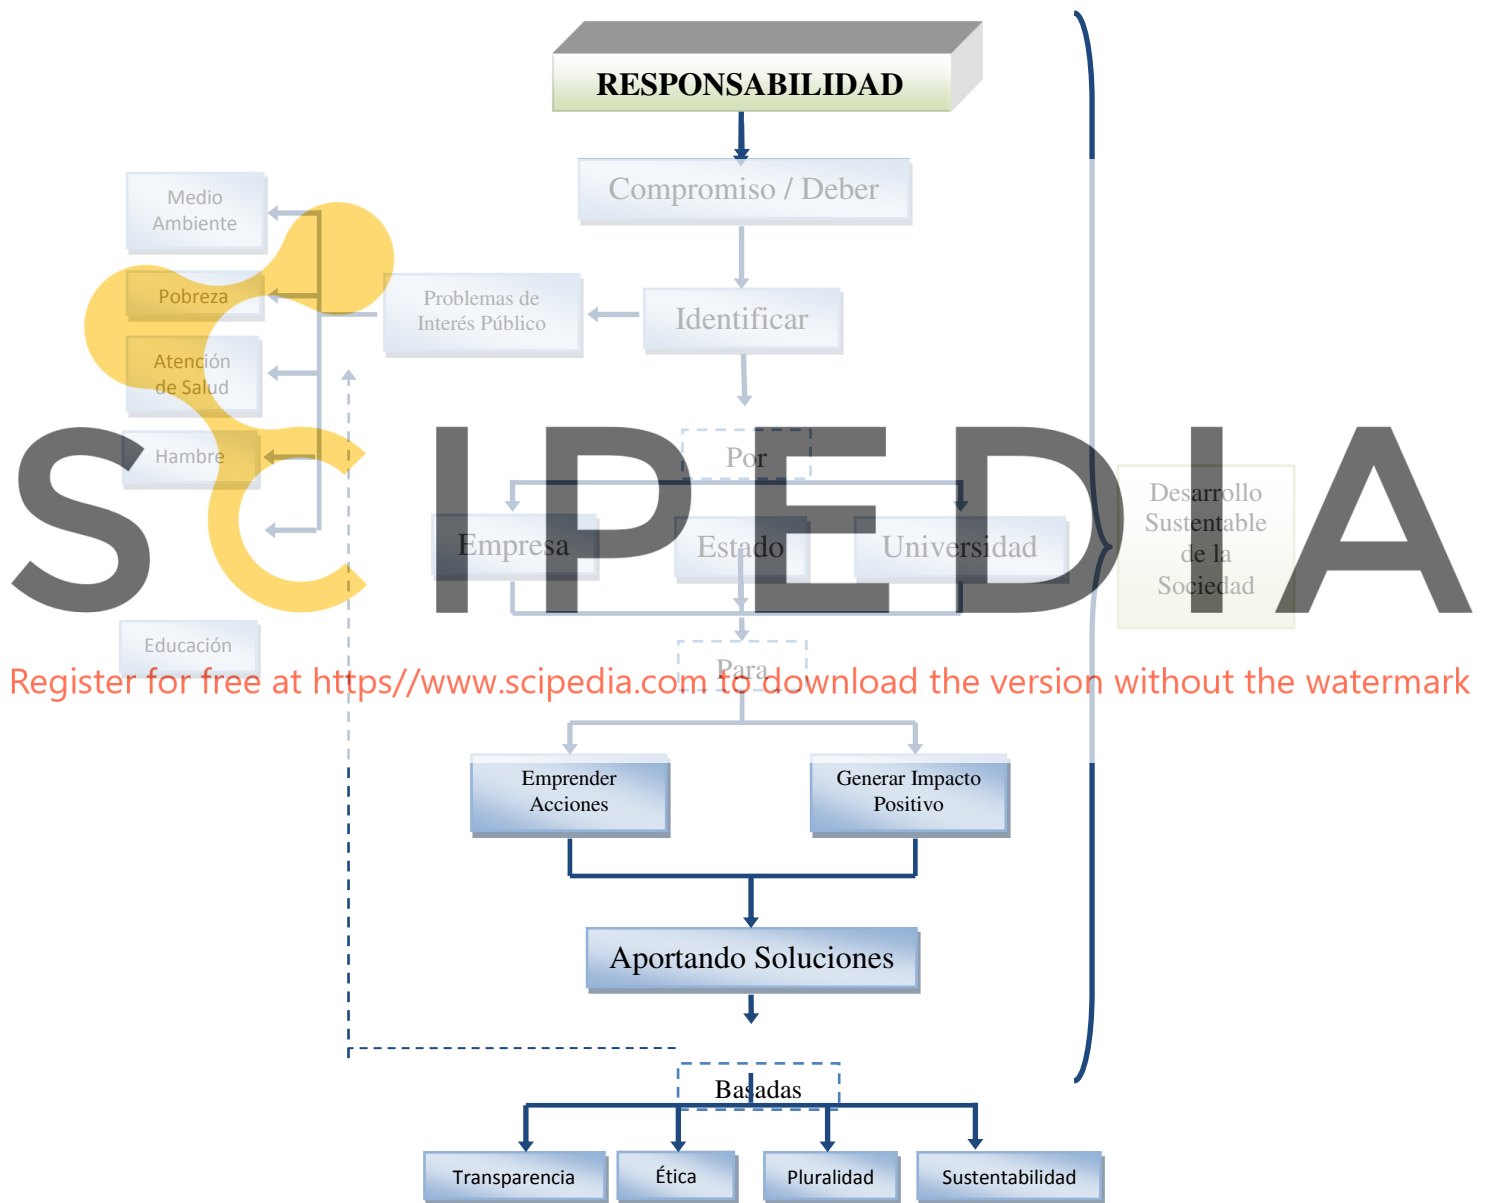 RESPONSABILIDAD
Compromiso / Deber
Medio
Ambiente
Pobreza
Problemas de
Interés Público
Identificar
Atención
de Salud
Hambre
Por
Empresa
Estado
Universidad
Desarrollo
Sustentable
de la
Sociedad
SCIPEDIA
Educación
Para
Register for free at https//www.scipedia.com to download the version without the watermark
Emprender
Acciones
Generar Impacto
Positivo
Aportando Soluciones
Basadas
Transparencia
Ética
Pluralidad
Sustentabilidad